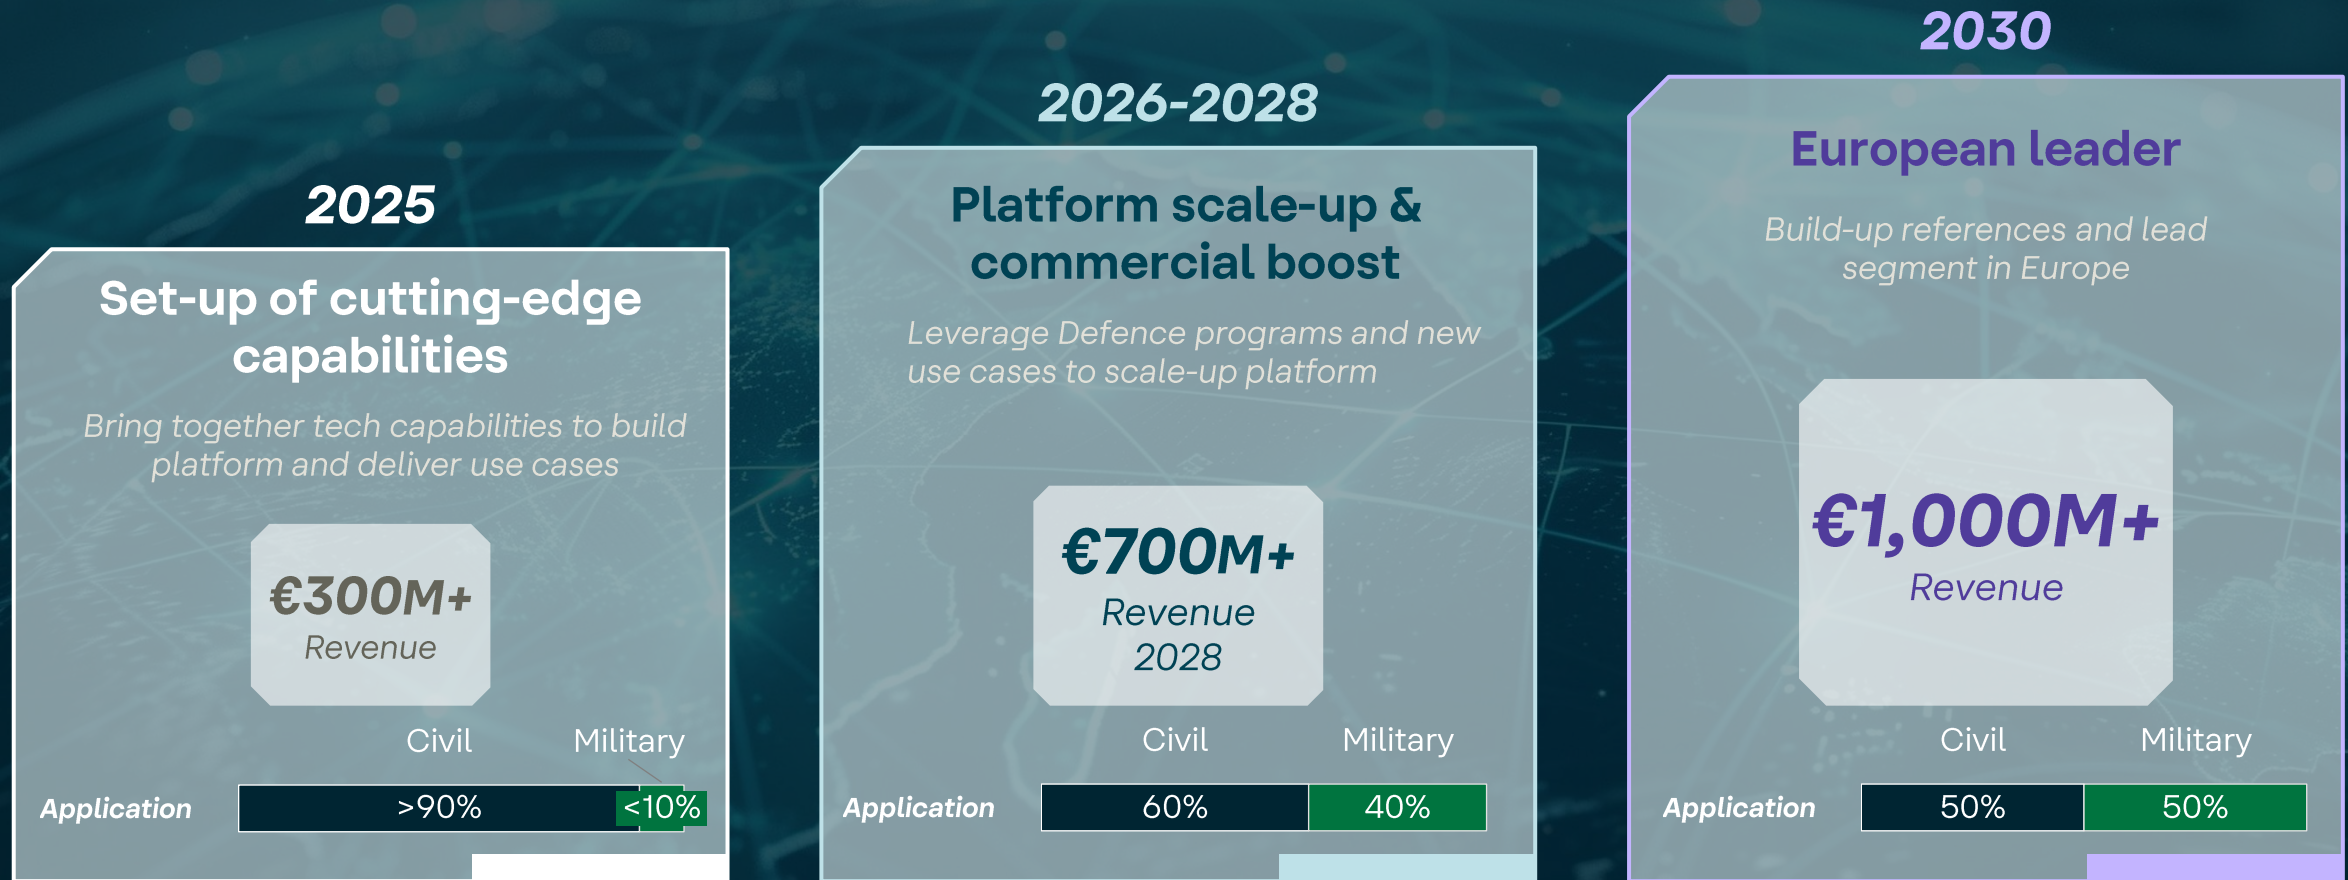 2025
Set-up of cutting-edge
capabilities
Bring together tech capabilities to build
platform and deliver use cases
€300M+
Revenue
Civil Military
Application >90% <10%
2026-2028
Platform scale-up &
commercial boost
Leverage Defence programs and new
use cases to scale-up platform
€700M+
Revenue
2028
Civil Military
Application 60% 40%
2030
European leader
Build-up references and lead
segment in Europe
€1,000M+
Revenue
Civil Military
Application 50% 50%